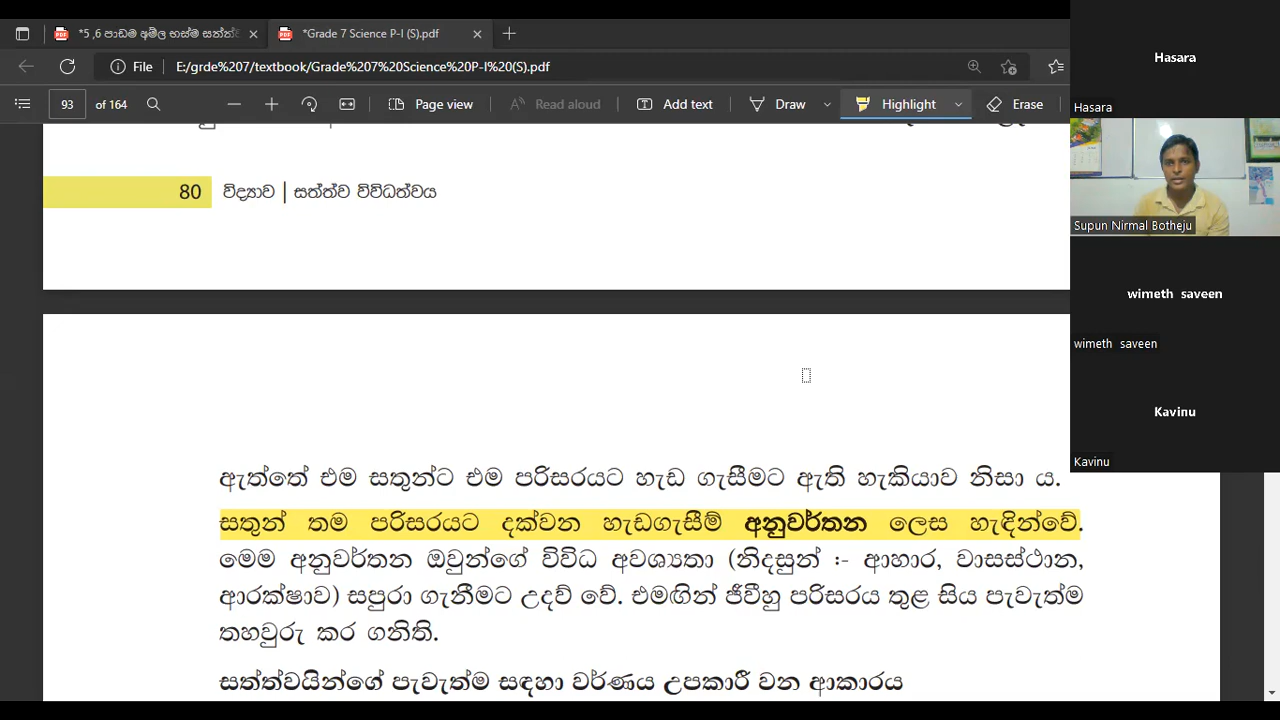 *5 ,6 පාඩම අම්ල භස්ම සත්ත්ව
*Grade 7 Science P-I (S).pdf
File
E:/grde%207/textbook/Grade%207%20Science%20P-I%20(S).pdf
93 of 164
Page view
Read aloud
Add text
Draw
Highlight
Erase
80 විද්‍යාව | සත්ත්ව විවිධත්වය
ඇත්තේ එම සතුන්ට එම පරිසරයට හැඩ ගැසීමට ඇති හැකියාව නිසා ය.
සතුන් තම පරිසරයට දක්වන හැඩගැසීම් අනුවර්තන ලෙස හැඳින්වේ.
මෙම අනුවර්තන ඔවුන්ගේ විවිධ අවශ්‍යතා (නිදසුන් :- ආහාර, වාසස්ථාන,
ආරක්ෂාව) සපුරා ගැනීමට උදව් වේ. එමඟින් ජීවීහු පරිසරය තුළ සිය පැවැත්ම
තහවුරු කර ගනිති.
සත්ත්වයින්ගේ පැවැත්ම සඳහා වර්ණය උපකාරී වන ආකාරය
Hasara
Hasara
Supun Nirmal Botheju
wimeth saveen
wimeth saveen
Kavinu
Kavinu